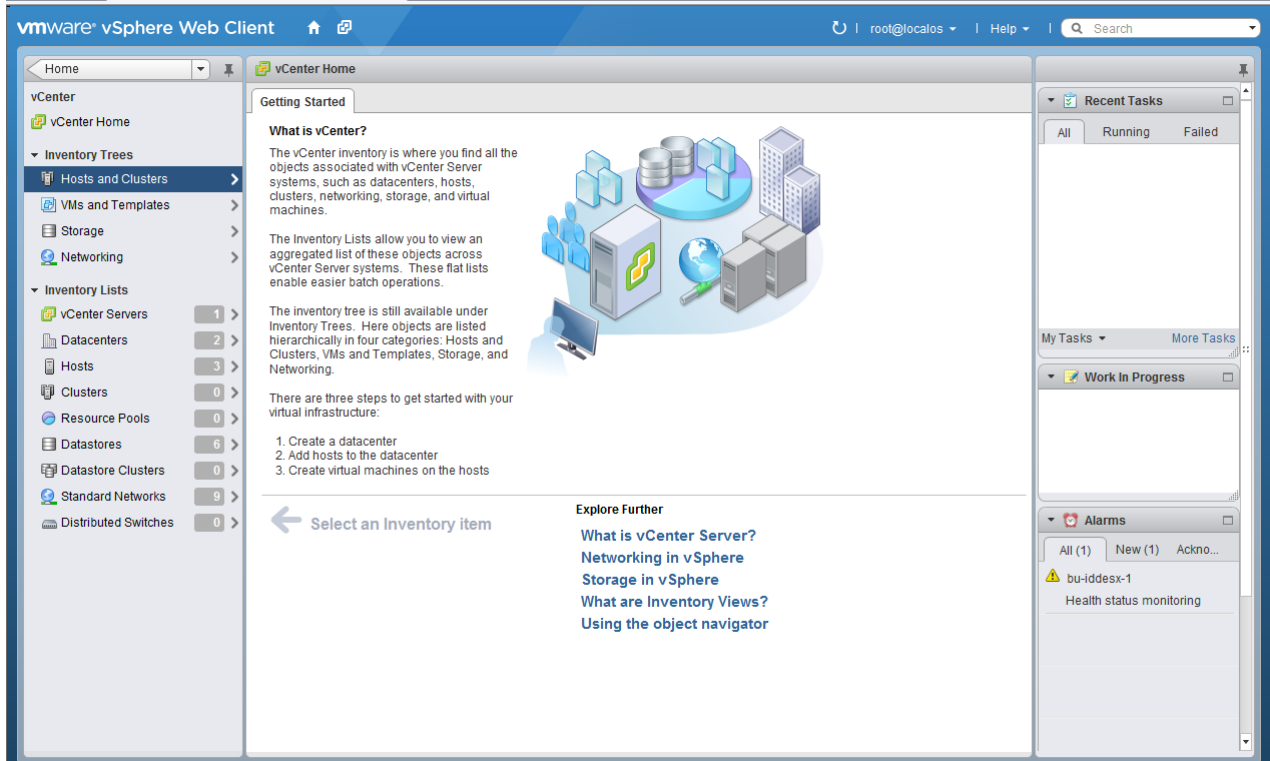 vmware® vSphere Web Client
root@localos
Help
Search
Home
vCenter
vCenter Home
Inventory Trees
Hosts and Clusters
VMs and Templates
Storage
Networking
Inventory Lists
vCenter Servers 1
Datacenters 2
Hosts 3
Clusters 0
Resource Pools 0
Datastores 6
Datastore Clusters 0
Standard Networks 9
Distributed Switches 0
vCenter Home
Getting Started
What is vCenter?
The vCenter inventory is where you find all the
objects associated with vCenter Server
systems, such as datacenters, hosts,
clusters, networking, storage, and virtual
machines.
The Inventory Lists allow you to view an
aggregated list of these objects across
vCenter Server systems. These flat lists
enable easier batch operations.
The inventory tree is still available under
Inventory Trees. Here objects are listed
hierarchically in four categories: Hosts and
Clusters, VMs and Templates, Storage, and
Networking.
There are three steps to get started with your
virtual infrastructure:
1. Create a datacenter
2. Add hosts to the datacenter
3. Create virtual machines on the hosts
Select an Inventory item
Explore Further
What is vCenter Server?
Networking in vSphere
Storage in vSphere
What are Inventory Views?
Using the object navigator
Recent Tasks
All Running Failed
My Tasks More Tasks
Work In Progress
Alarms
All (1) New (1) Ackno...
bu-iddesx-1
Health status monitoring